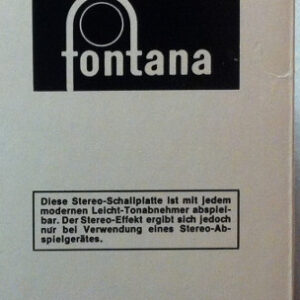 fontana
Diese Stereo-Schallplatte ist mit jedem
modernen Leicht-Tonabnehmer abspiel-
bar. Der Stereo-Effekt ergibt sich jedoch
nur bei Verwendung eines Stereo-Ab-
spielgerätes.